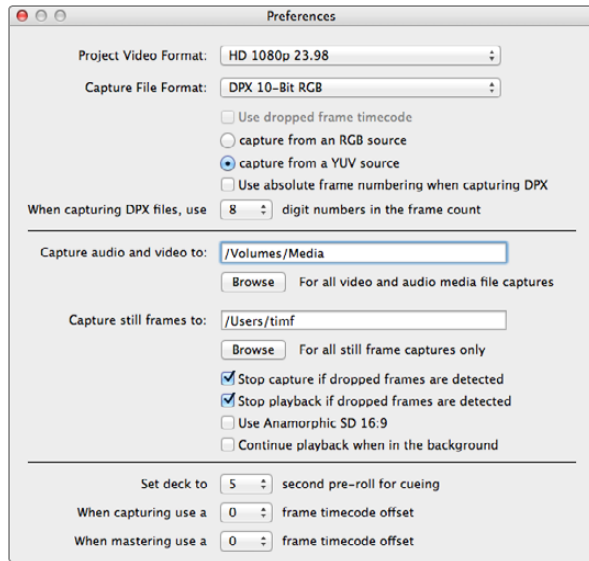 Preferences
Project Video Format: HD 1080p 23.98
Capture File Format: DPX 10-Bit RGB
Use dropped frame timecode
capture from an RGB source
capture from a YUV source
Use absolute frame numbering when capturing DPX
When capturing DPX files, use 8 digit numbers in the frame count
Capture audio and video to: /Volumes/Media
Browse For all video and audio media file captures
Capture still frames to: /Users/timf
Browse For all still frame captures only
Stop capture if dropped frames are detected
Stop playback if dropped frames are detected
Use Anamorphic SD 16:9
Continue playback when in the background
Set deck to 5 second pre-roll for cueing
When capturing use a 0 frame timecode offset
When mastering use a 0 frame timecode offset